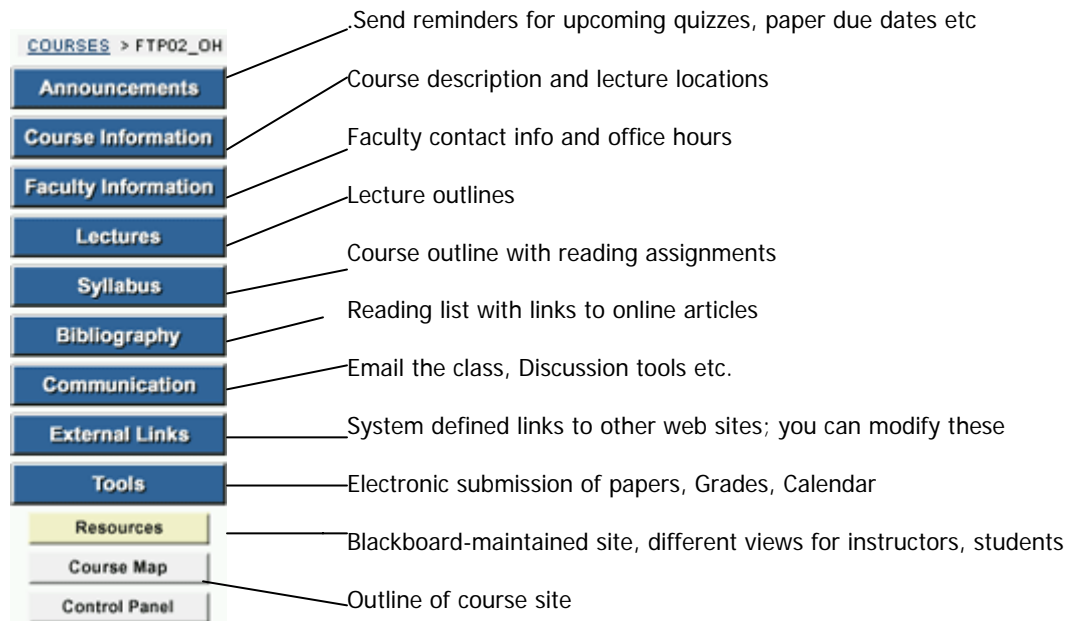 .Send reminders for upcoming quizzes, paper due dates etc
COURSES > FTP02_OH
Announcements
Course description and lecture locations
Course Information
Faculty contact info and office hours
Faculty Information
Lecture outlines
Lectures
Course outline with reading assignments
Syllabus
Reading list with links to online articles
Bibliography
Email the class, Discussion tools etc.
Communication
System defined links to other web sites; you can modify these
External Links
Electronic submission of papers, Grades, Calendar
Tools
Resources
Blackboard-maintained site, different views for instructors, students
Course Map
Outline of course site
Control Panel